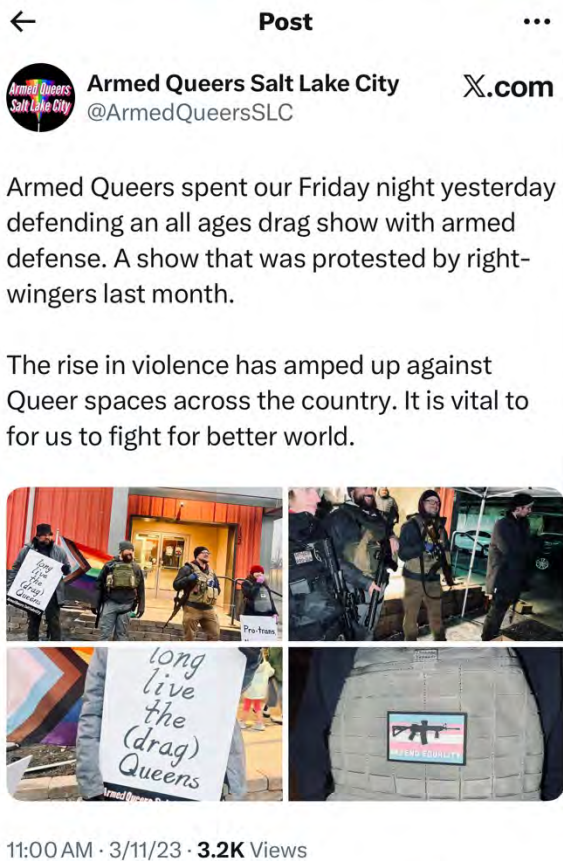 Post
Armed Queers
Salt Lake City
Armed Queers Salt Lake City
X.com
@ArmedQueersSLC
Armed Queers spent our Friday night yesterday
defending an all ages drag show with armed
defense. A show that was protested by right-
wingers last month.
The rise in violence has amped up against
Queer spaces across the country. It is vital to
for us to fight for better world.
long
live
the
(drag)
Queens
Pro-trans
long
live
the
(drag)
Queens
DEFEND EQUALITY
11:00 AM · 3/11/23 · 3.2K Views